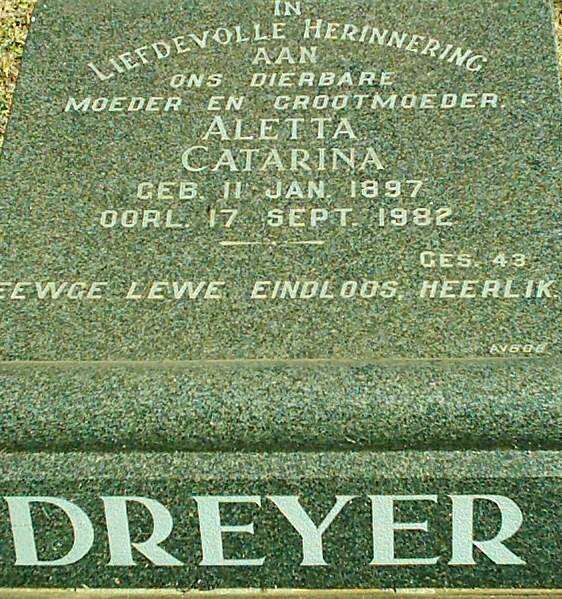 IN
LIEFDEVOLLE HERINNERING
AAN
ONS DIERBARE
MOEDER EN GROOTMOEDER.
ALETTA
CATARINA
GEB. 11 JAN. 1897
OORL. 17 SEPT. 1982
GES. 43
EEWGE LEWE EINDLOOS, HEERLIK.
DREYER